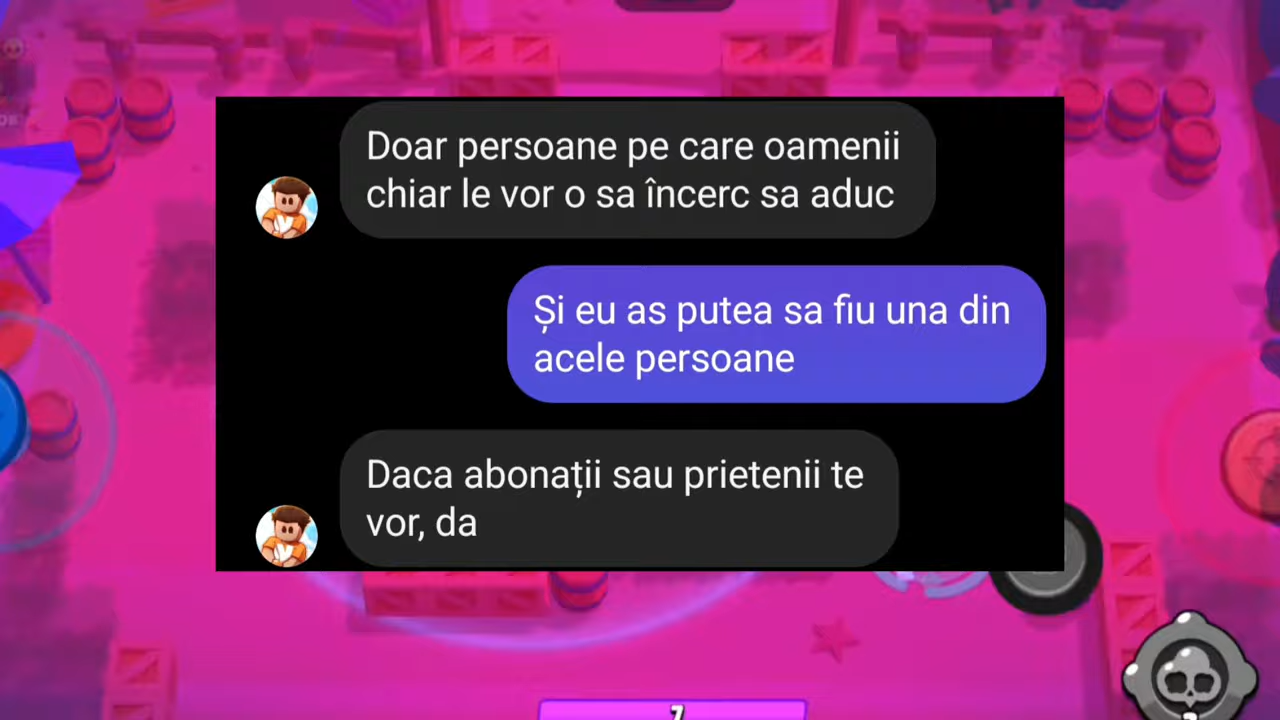 Doar persoane pe care oamenii
chiar le vor o sa încerc sa aduc
Și eu as putea sa fiu una din
acele persoane
Daca abonații sau prietenii te
vor, da
7